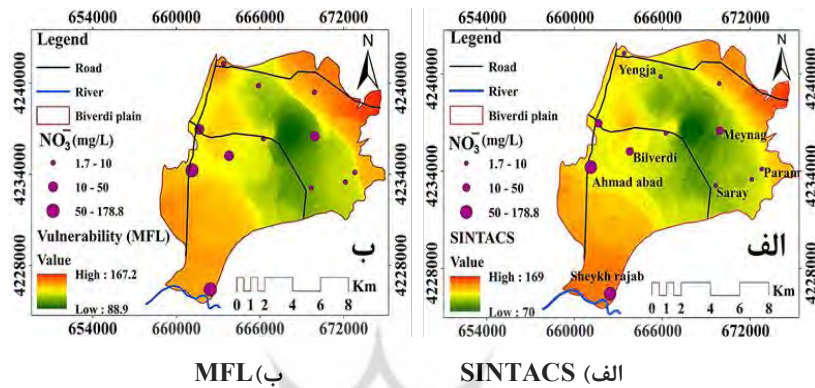 654000 660000 666000 672000
Legend
Road
River
Biverdi plain
NO₃⁻ (mg/L)
1.7 - 10
10 - 50
50 - 178.8
Vulnerability (MFL)
Value
High : 167.2
Low : 88.9
N
ب
Km
0 1 2 4 6 8
4240000
4234000
4228000
654000 660000 666000 672000
ب) MFL
654000 660000 666000 672000
Legend
Road
River
Biverdi plain
NO₃⁻ (mg/L)
1.7 - 10
10 - 50
50 - 178.8
SINTACS
Value
High : 169
Low : 70
N
Yengja
Meynag
Bilverdi
Param
Ahmad abad
Saray
Sheykh rajab
الف
Km
0 1 2 4 6 8
4240000
4234000
4228000
4240000
4234000
4228000
654000 660000 666000 672000
الف) SINTACS